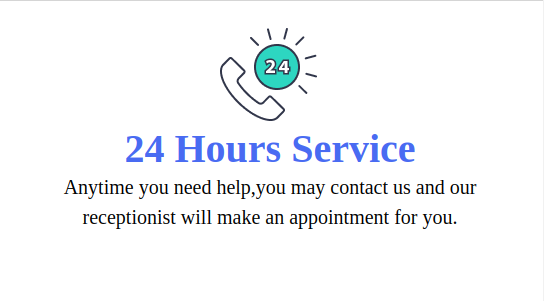 24
24 Hours Service
Anytime you need help,you may contact us and our
receptionist will make an appointment for you.